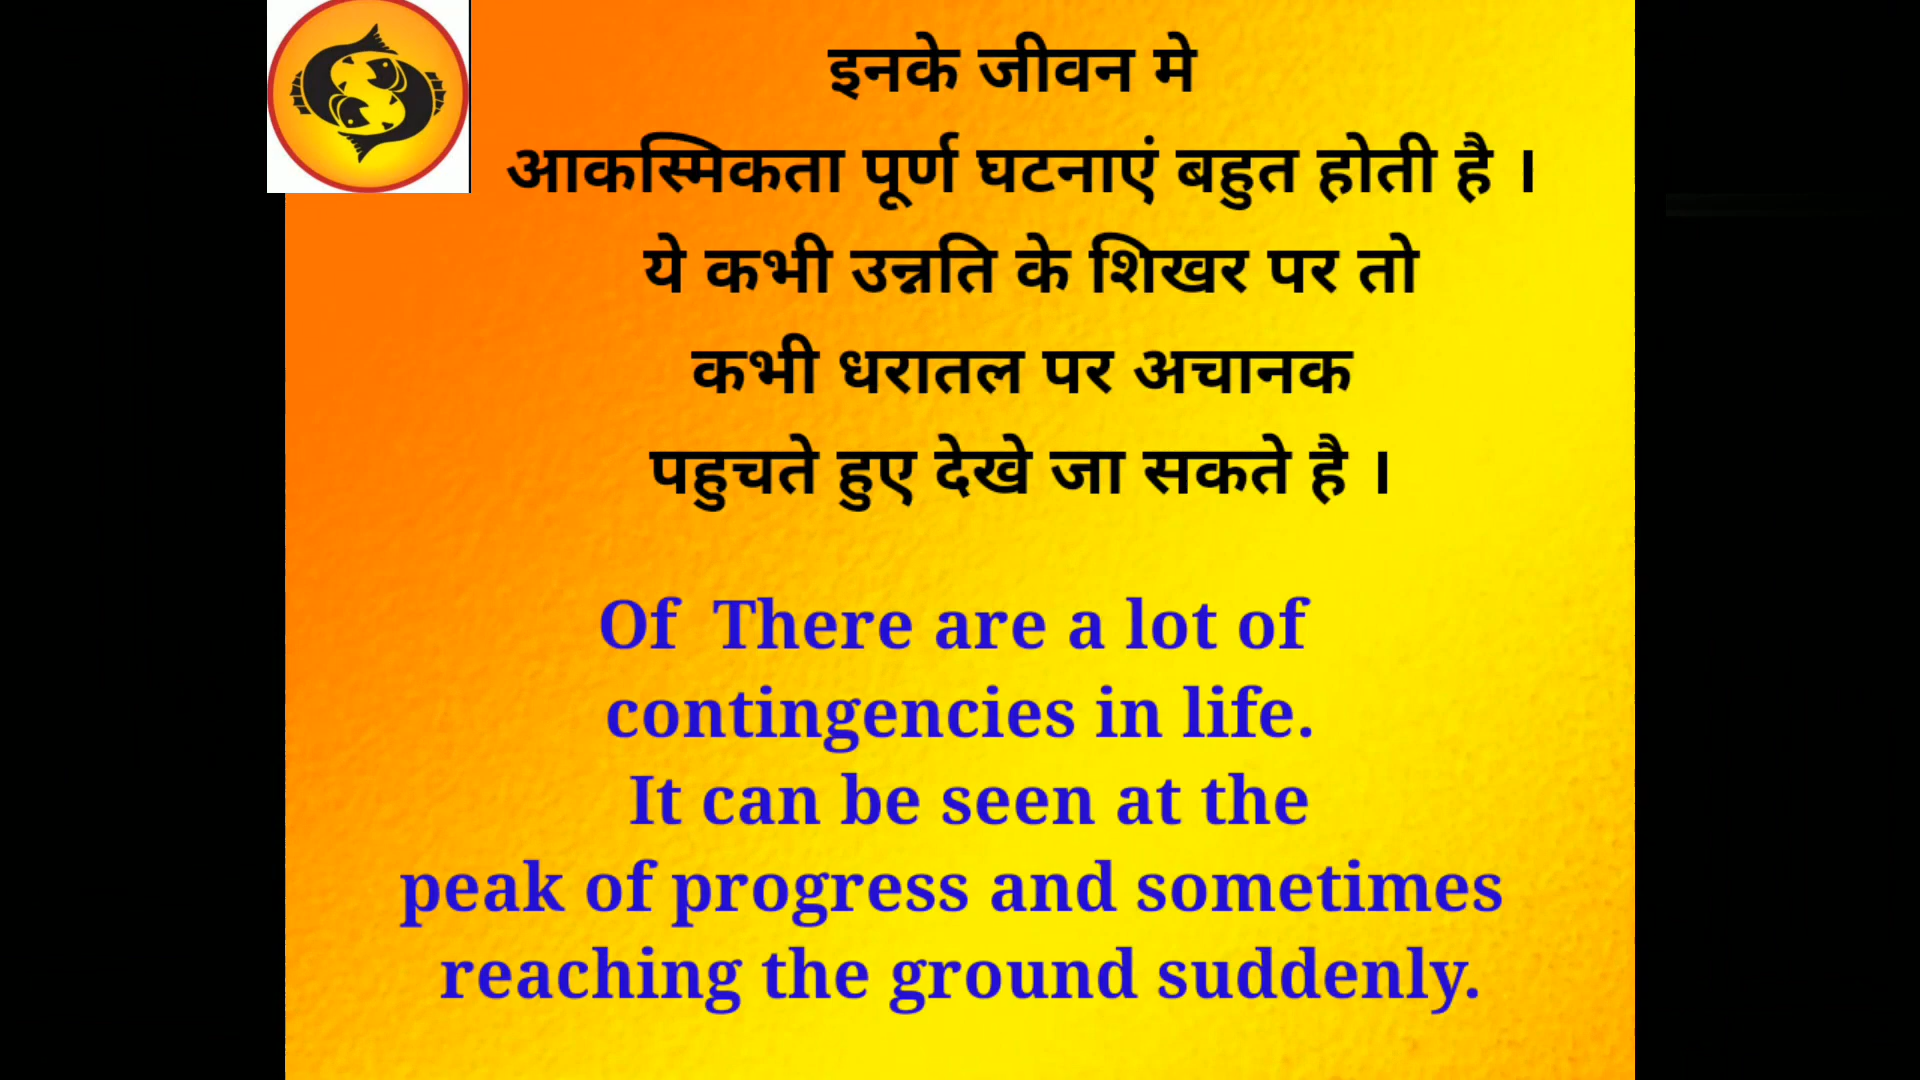 इनके जीवन मे
आकस्मिकता पूर्ण घटनाएं बहुत होती है ।
ये कभी उन्नति के शिखर पर तो
कभी धरातल पर अचानक
पहुचते हुए देखे जा सकते है ।
Of There are a lot of
contingencies in life.
It can be seen at the
peak of progress and sometimes
reaching the ground suddenly.